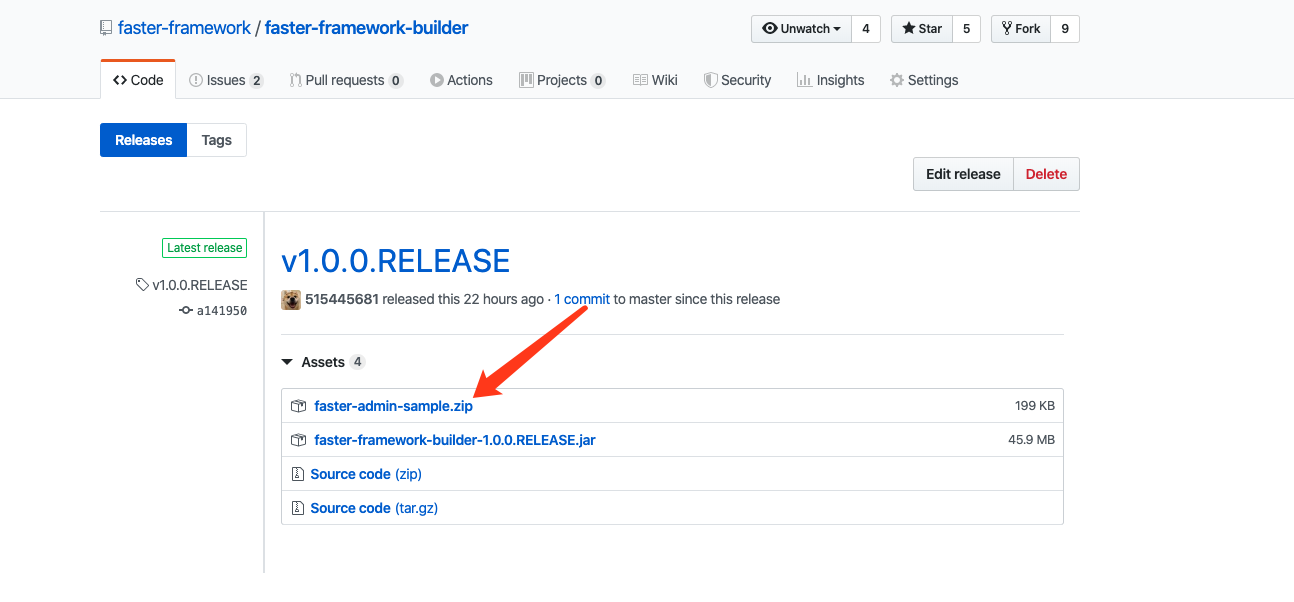 faster-framework / faster-framework-builder
Unwatch 4 Star 5 Fork 9
Code Issues 2 Pull requests 0 Actions Projects 0 Wiki Security Insights Settings
Releases Tags
Edit release Delete
Latest release
v1.0.0.RELEASE
a141950
v1.0.0.RELEASE
515445681 released this 22 hours ago · 1 commit to master since this release
Assets 4
faster-admin-sample.zip 199 KB
faster-framework-builder-1.0.0.RELEASE.jar 45.9 MB
Source code (zip)
Source code (tar.gz)